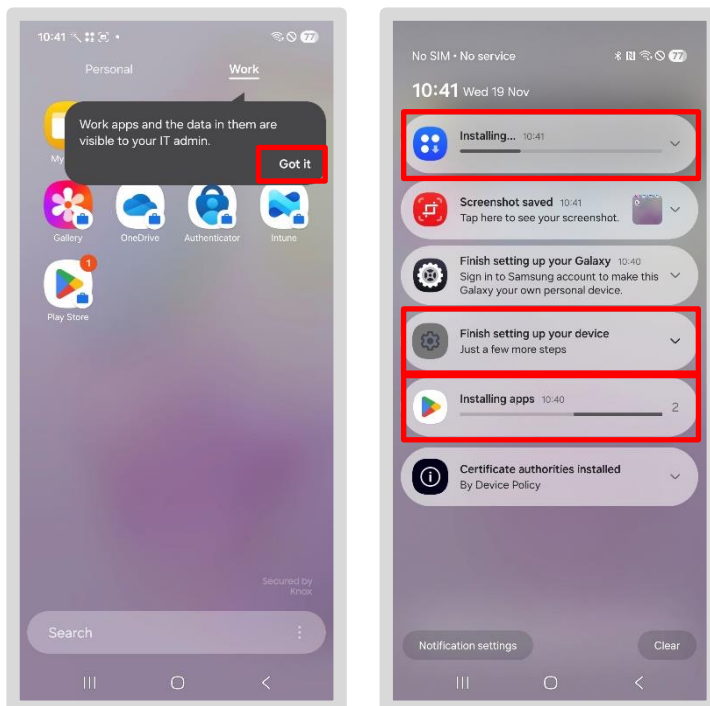 10:41
77
Personal Work
Work apps and the data in them are
visible to your IT admin.
Got it
My
Gallery OneDrive Authenticator Intune
1
Play Store
Secured by
Knox
Search
No SIM • No service
77
10:41 Wed 19 Nov
Installing... 10:41
Screenshot saved 10:41
Tap here to see your screenshot.
Finish setting up your Galaxy 10:40
Sign in to Samsung account to make this
Galaxy your own personal device.
Finish setting up your device
Just a few more steps
Installing apps 10:40
2
Certificate authorities installed
By Device Policy
Notification settings Clear